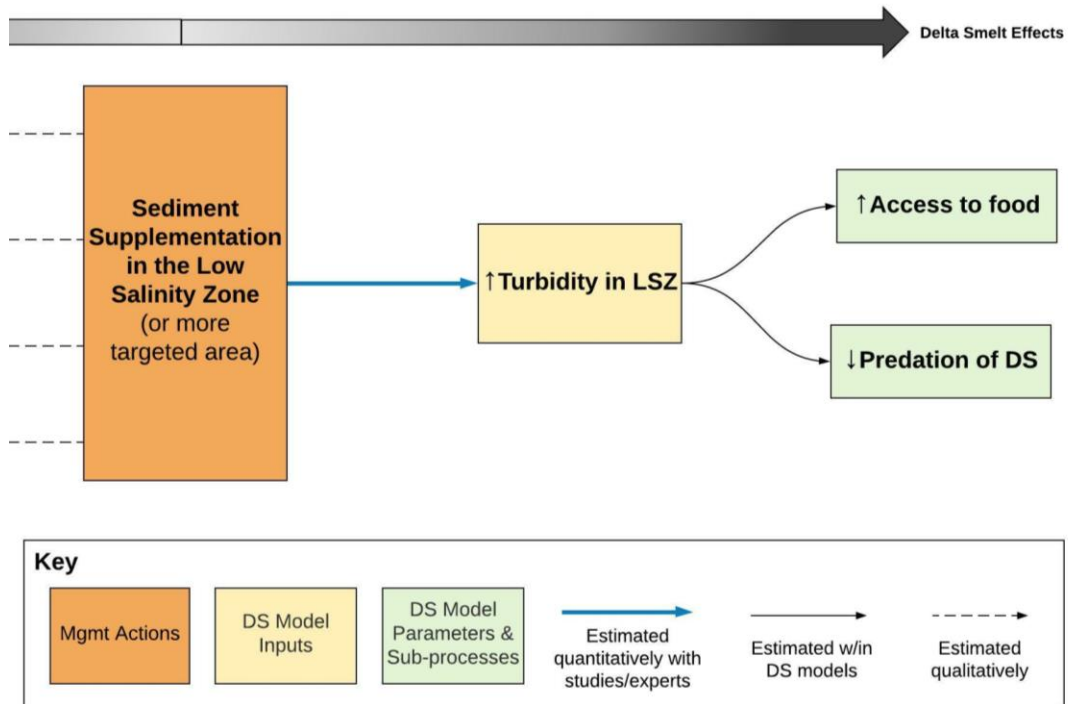 Delta Smelt Effects
Sediment
Supplementation
in the Low
Salinity Zone
(or more
targeted area)
↑Turbidity in LSZ
↑Access to food
↓Predation of DS
Key
Mgmt Actions
DS Model
Inputs
DS Model
Parameters &
Sub-processes
Estimated
quantitatively with
studies/experts
Estimated w/in
DS models
Estimated
qualitatively